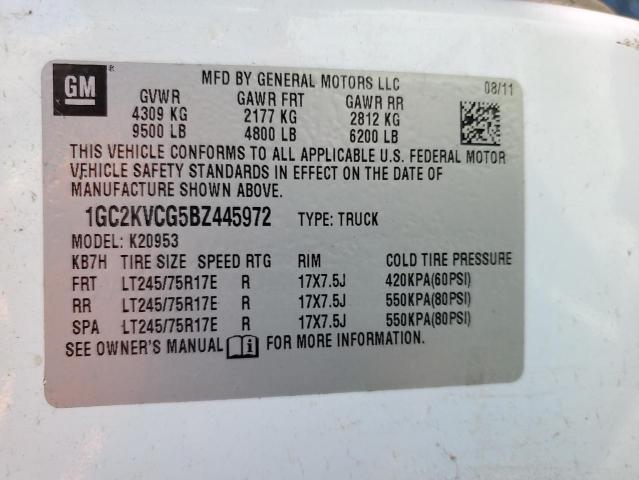 GM ®
MFD BY GENERAL MOTORS LLC 08/11
GVWR GAWR FRT GAWR RR
4309 KG 2177 KG 2812 KG
9500 LB 4800 LB 6200 LB
THIS VEHICLE CONFORMS TO ALL APPLICABLE U.S. FEDERAL MOTOR
VEHICLE SAFETY STANDARDS IN EFFECT ON THE DATE OF
MANUFACTURE SHOWN ABOVE.
1GC2KVCG5BZ445972 TYPE: TRUCK
MODEL: K20953
KB7H TIRE SIZE SPEED RTG RIM COLD TIRE PRESSURE
FRT LT245/75R17E R 17X7.5J 420KPA(60PSI)
RR LT245/75R17E R 17X7.5J 550KPA(80PSI)
SPA LT245/75R17E R 17X7.5J 550KPA(80PSI)
SEE OWNER'S MANUAL i FOR MORE INFORMATION.